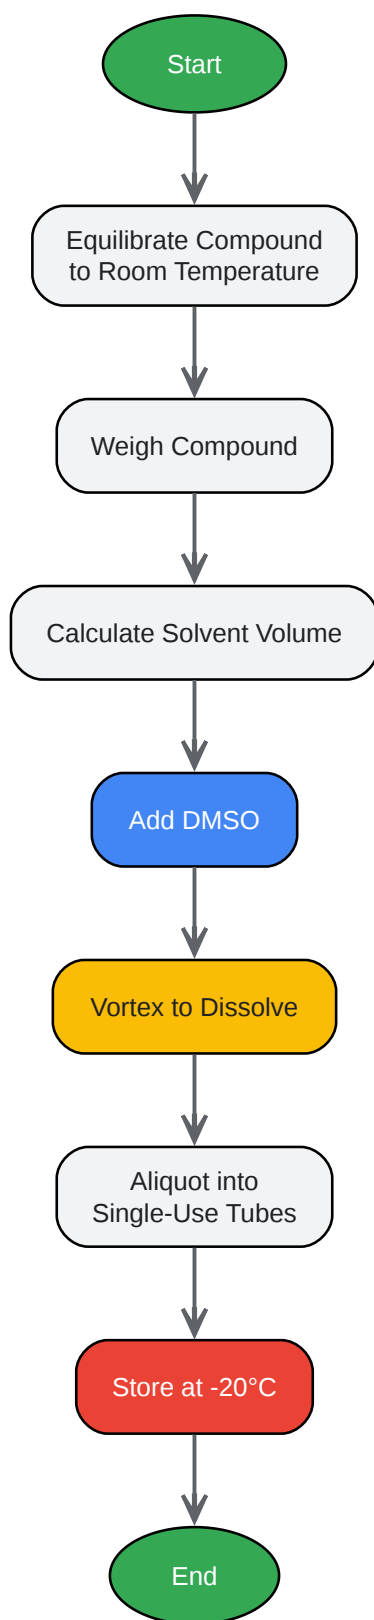 Start
Equilibrate Compound
to Room Temperature
Weigh Compound
Calculate Solvent Volume
Add DMSO
Vortex to Dissolve
Aliquot into
Single-Use Tubes
Store at -20°C
End